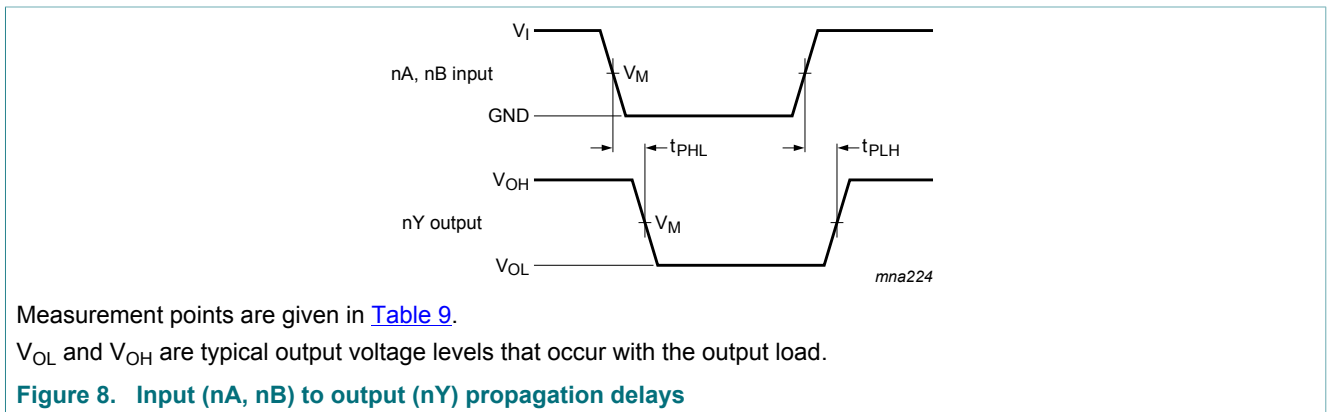 VI
nA, nB input
VM
GND
tPHL
tPLH
VOH
nY output
VM
VOL
mna224
Measurement points are given in Table 9.
VOL and VOH are typical output voltage levels that occur with the output load.
Figure 8. Input (nA, nB) to output (nY) propagation delays